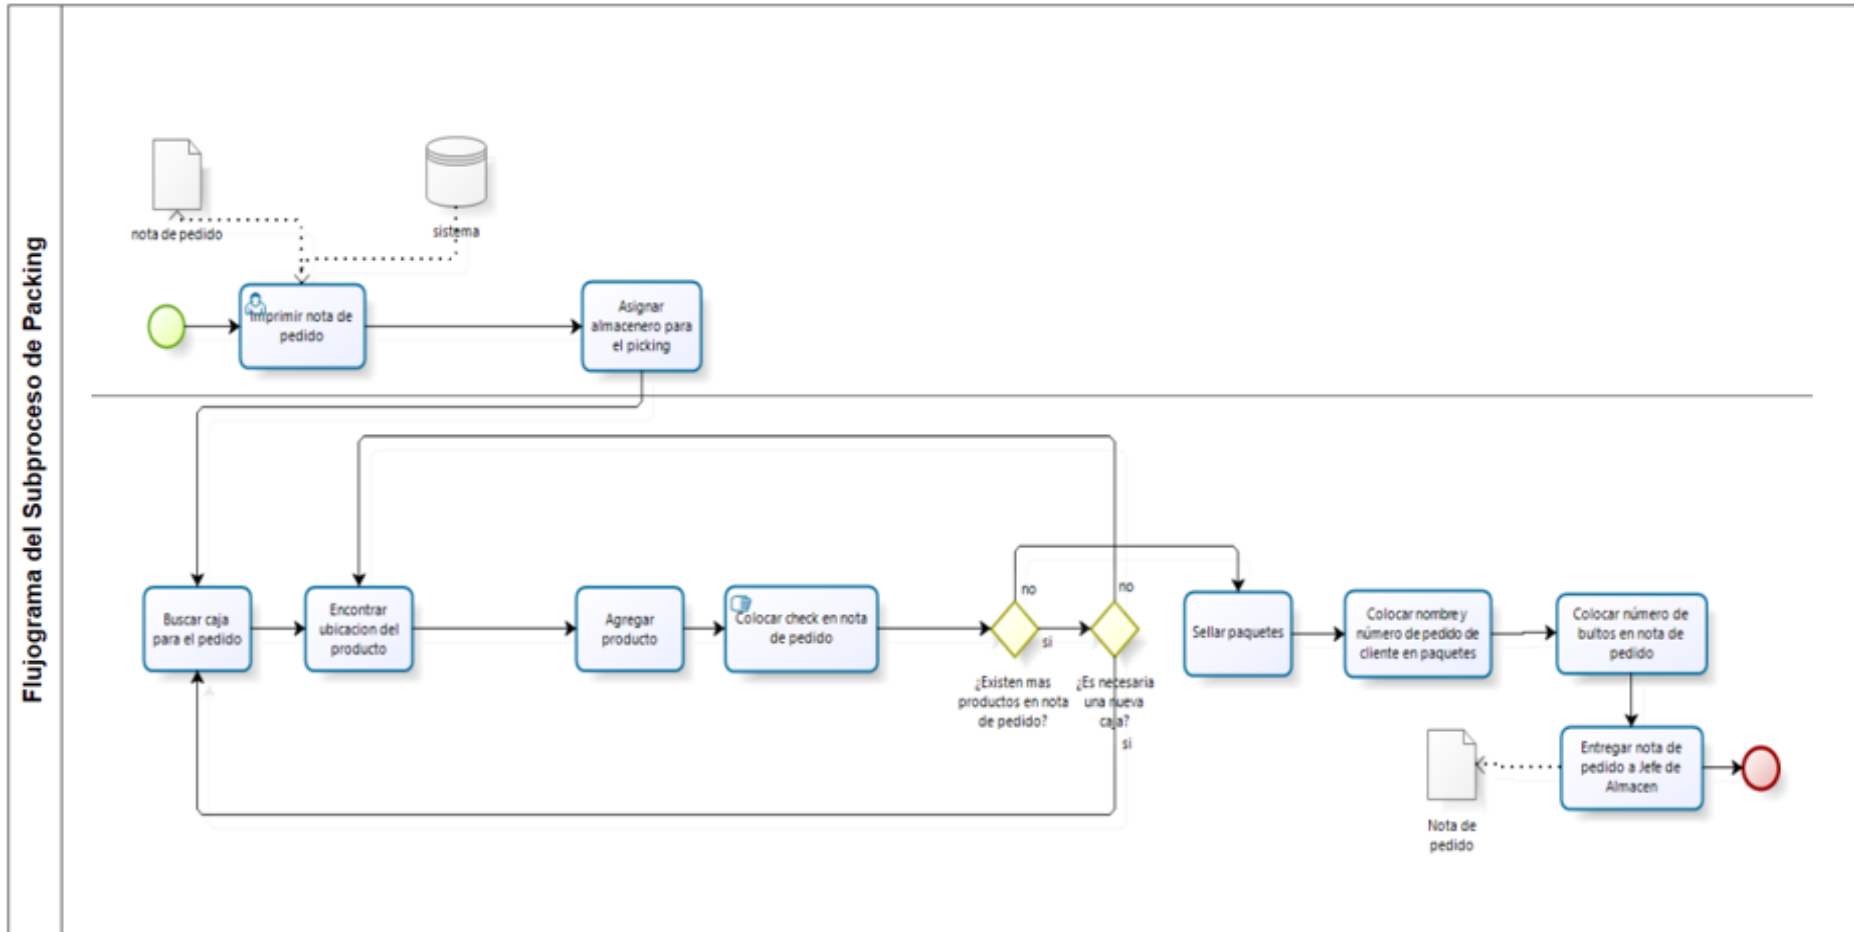 Flujograma del Subproceso de Packing
nota de pedido
sistema
Imprimir nota de
pedido
Asignar
almacenero para
el picking
Buscar caja
para el pedido
Encontrar
ubicacion del
producto
Agregar
producto
Colocar check en nota
de pedido
no
si
¿Existen mas
productos en nota
de pedido?
no
¿Es necesaria
una nueva
caja?
si
Sellar paquetes
Colocar nombre y
número de pedido de
cliente en paquetes
Colocar número de
bultos en nota de
pedido
Entregar nota de
pedido a Jefe de
Almacen
Nota de
pedido